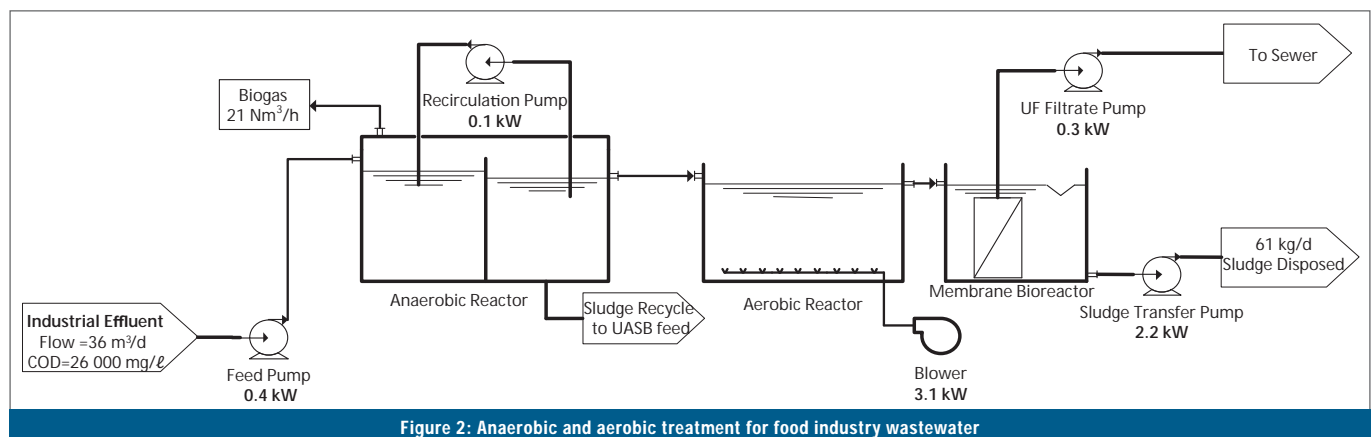 To Sewer
Biogas
21 Nm³/h
Recirculation Pump
0.1 kW
UF Filtrate Pump
0.3 kW
61 kg/d
Sludge Disposed
Anaerobic Reactor
Aerobic Reactor
Membrane Bioreactor
Sludge Transfer Pump
2.2 kW
Industrial Effluent
Flow =36 m³/d
COD=26 000 mg/ℓ
Sludge Recycle
to UASB feed
Feed Pump
0.4 kW
Blower
3.1 kW
Figure 2: Anaerobic and aerobic treatment for food industry wastewater